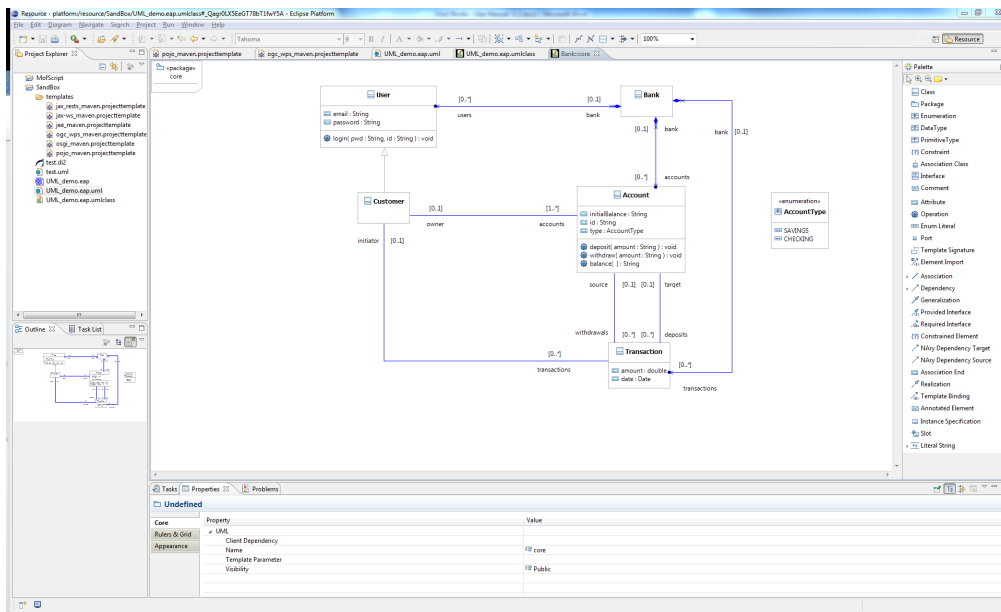 Resource - platform/resource/SandBox/UML_demo.eap.umlclass#_Qagr0LX5EeGT78bT1fwY5A - Eclipse Platform
File Edit Diagram Navigate Search Project Run Window Help
Tahoma 9 B I A 100% Resource
Project Explorer
MofScript
SandBox
templates
jax_rests_maven.projecttemplate
jax-ws_maven.projecttemplate
jee_maven.projecttemplate
ogc_wps_maven.projecttemplate
osgi_maven.projecttemplate
pojo_maven.projecttemplate
test.di2
test.uml
UML_demo.eap
UML_demo.eap.uml
UML_demo.eap.umlclass
Outline Task List
pojo_maven.projecttemplate ogc_wps_maven.projecttemplate UML_demo.eap.uml UML_demo.eap.umlclass Bank::core
«package»
core
User
email : String
password : String
login( pwd : String, id : String ) : void
[0..*] [0..1]
users bank
Bank
[0..1] bank
bank [0..1]
[0..*] accounts
Customer
[0..1] [1..*]
owner accounts
initiator [0..1]
Account
initialBalance : String
id : String
type : AccountType
deposit( amount : String ) : void
withdraw( amount : String ) : void
balance( ) : String
«enumeration»
AccountType
SAVINGS
CHECKING
source [0..1] [0..1] target
withdrawals [0..*] [0..*] deposits
[0..*]
transactions
Transaction
amount : double
date : Date
[0..*]
transactions
Palette
Class
Package
Enumeration
DataType
PrimitiveType
Constraint
Association Class
Interface
Comment
Attribute
Operation
Enum Literal
Port
Template Signature
Element Import
Association
Dependency
Generalization
Provided Interface
Required Interface
Constrained Element
NAry Dependency Target
NAry Dependency Source
Association End
Realization
Template Binding
Annotated Element
Instance Specification
Slot
Literal String
Tasks Properties Problems
Undefined
Core
Rulers & Grid
Appearance
Property Value
UML
Client Dependency
Name core
Template Parameter
Visibility Public